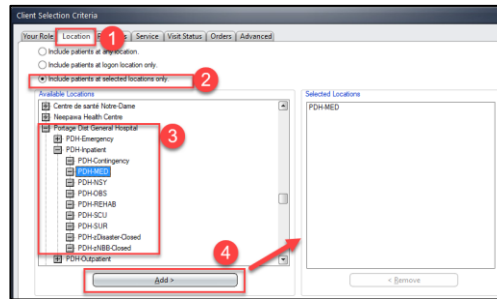 Client Selection Criteria
Your Role Location Service Visit Status Orders Advanced
1
Include patients at any location.
Include patients at logon location only.
Include patients at selected locations only.
2
Available Locations
Selected Locations
Centre de santé Notre-Dame
Neepawa Health Centre
Portage Dist General Hospital
PDH-Emergency
PDH-Inpatient
PDH-Contingency
PDH-MED
PDH-NSY
PDH-OBS
PDH-REHAB
PDH-SCU
PDH-SUR
PDH-zDisaster-Closed
PDH-zNBB-Closed
PDH-Outpatient
3
PDH-MED
4
Add >
< Remove